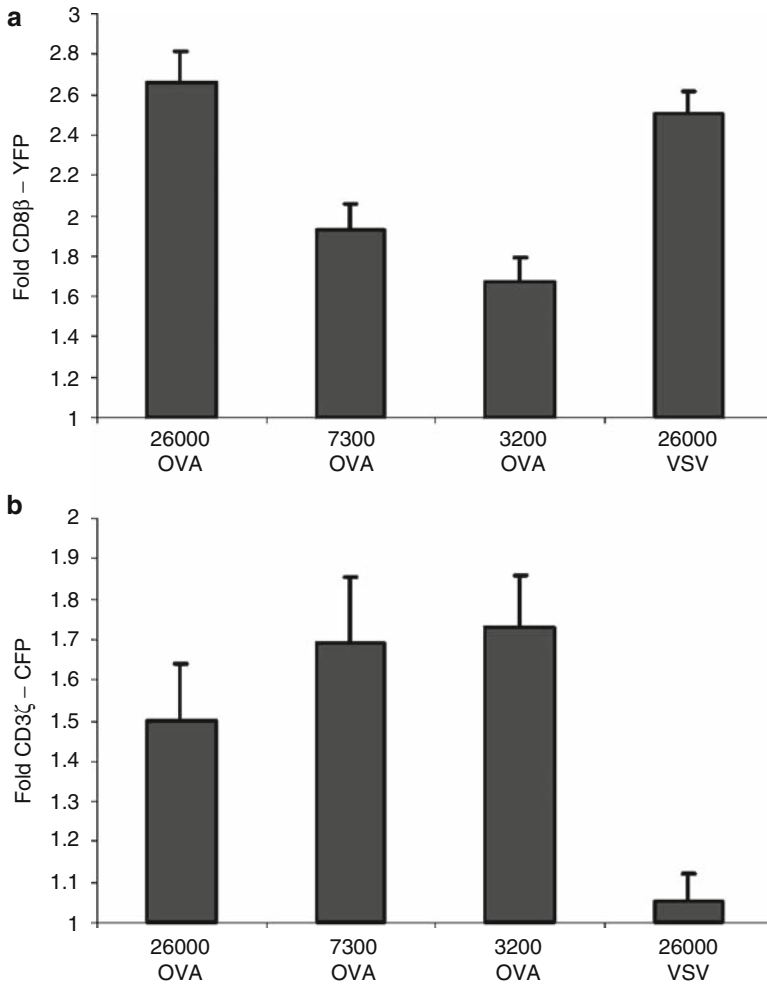 a
Fold CD8β – YFP
3
2.8
2.6
2.4
2.2
2
1.8
1.6
1.4
1.2
1
26000 7300 3200 26000
OVA OVA OVA VSV
b
Fold CD3ζ – CFP
2
1.9
1.8
1.7
1.6
1.5
1.4
1.3
1.2
1.1
1
26000 7300 3200 26000
OVA OVA OVA VSV